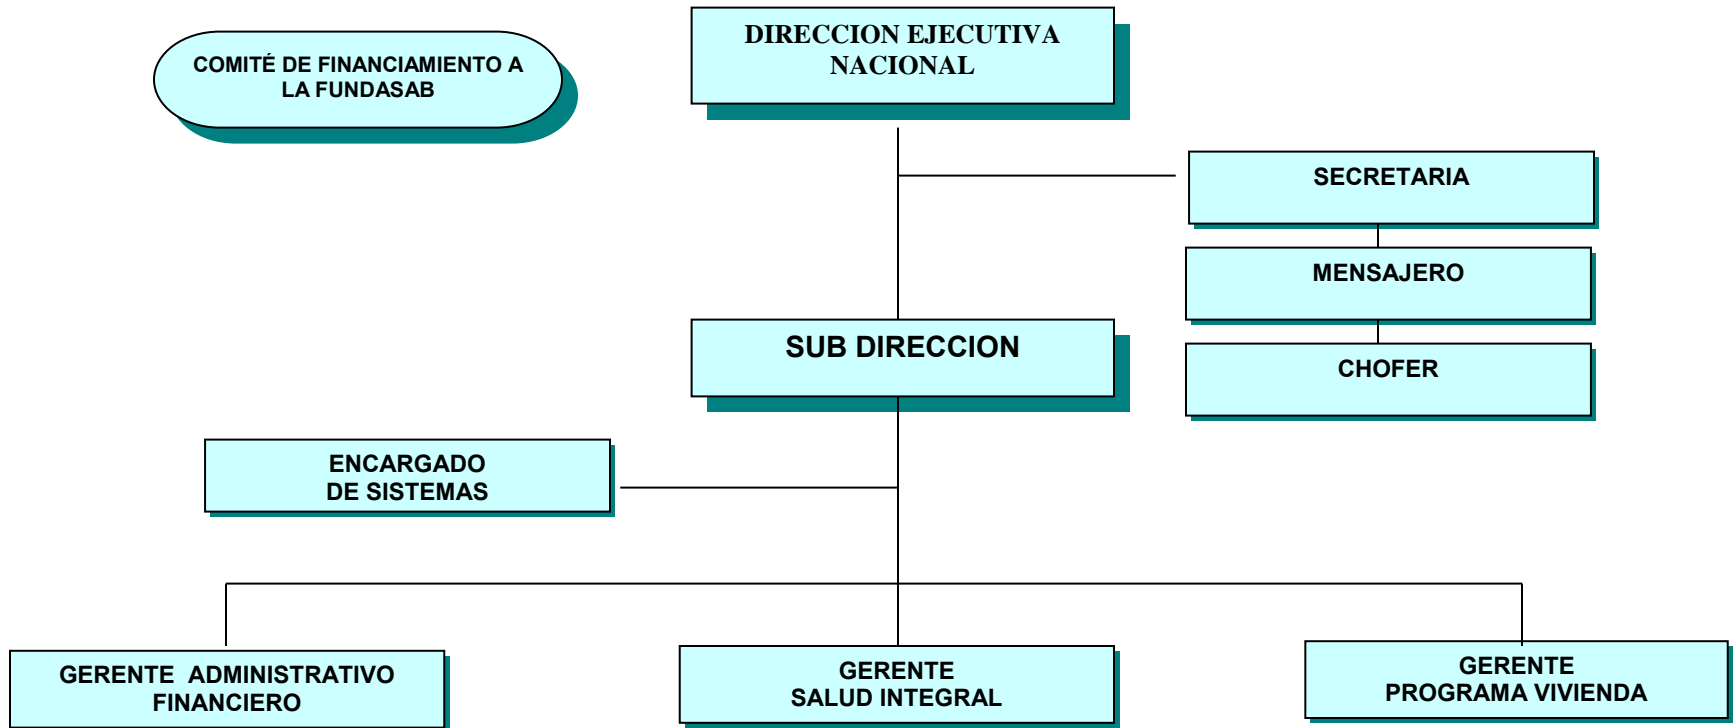 COMITÉ DE FINANCIAMIENTO A
LA FUNDASAB
DIRECCION EJECUTIVA
NACIONAL
SECRETARIA
MENSAJERO
SUB DIRECCION
CHOFER
ENCARGADO
DE SISTEMAS
GERENTE ADMINISTRATIVO
FINANCIERO
GERENTE
SALUD INTEGRAL
GERENTE
PROGRAMA VIVIENDA